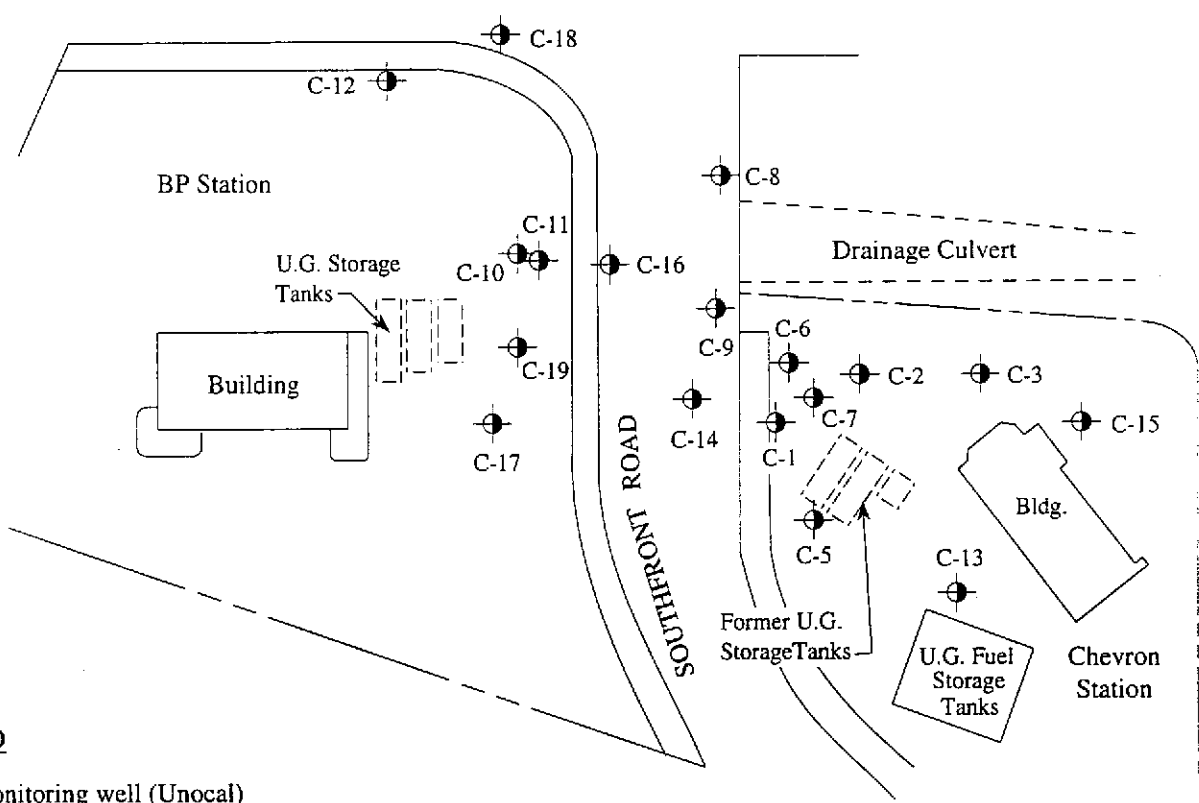 C-18
C-12
C-8
BP Station
C-11
Drainage Culvert
U.G. Storage
Tanks
C-10
C-16
C-6
C-9
C-19
C-2
C-3
Building
C-7
C-14
C-15
C-17
C-1
SOUTHFRONT ROAD
Bldg.
C-5
C-13
Former U.G.
StorageTanks
U.G. Fuel
Storage
Tanks
Chevron
Station
monitoring well (Unocal)